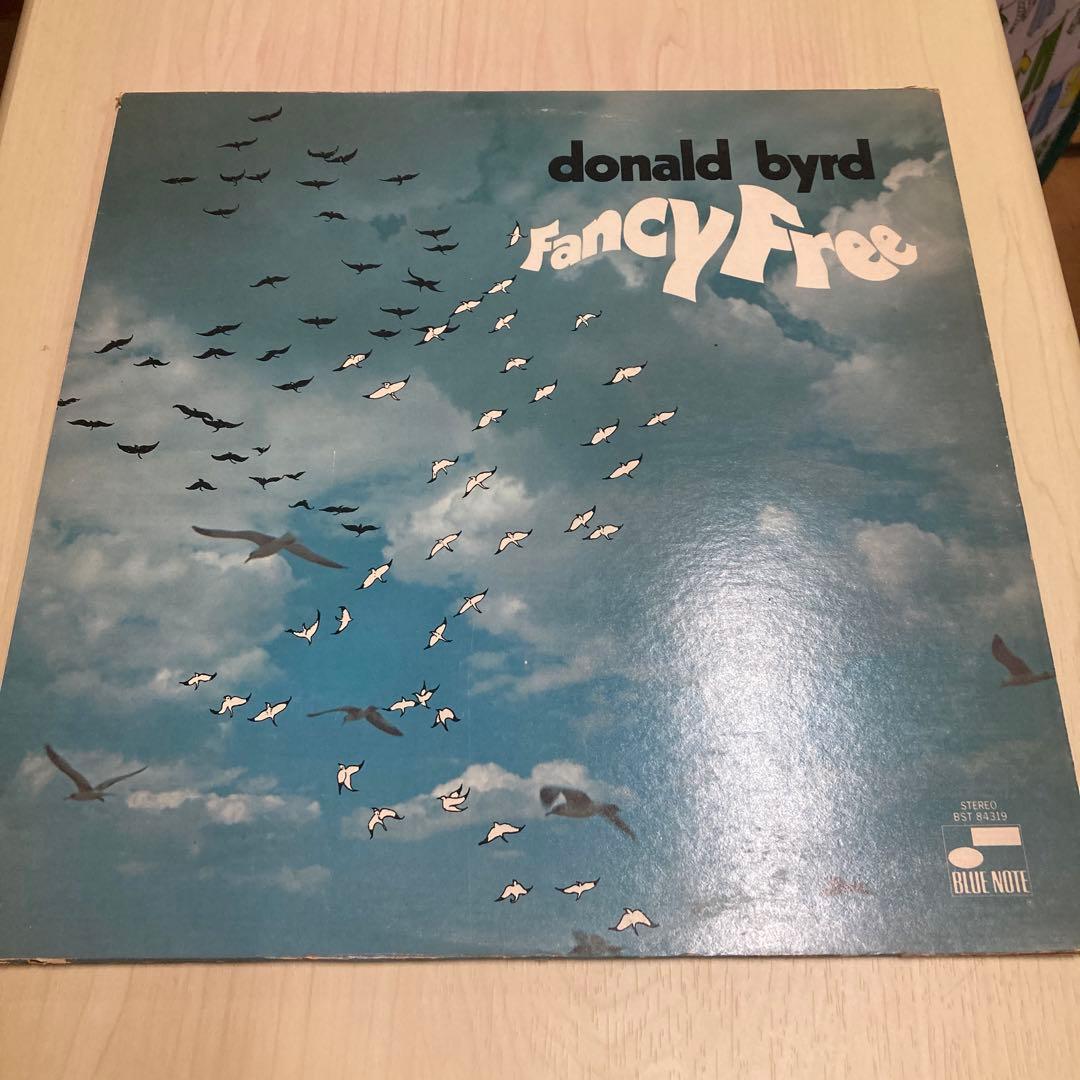 donald byrd
Fancy Free
STEREO
BST 84319
BLUE NOTE